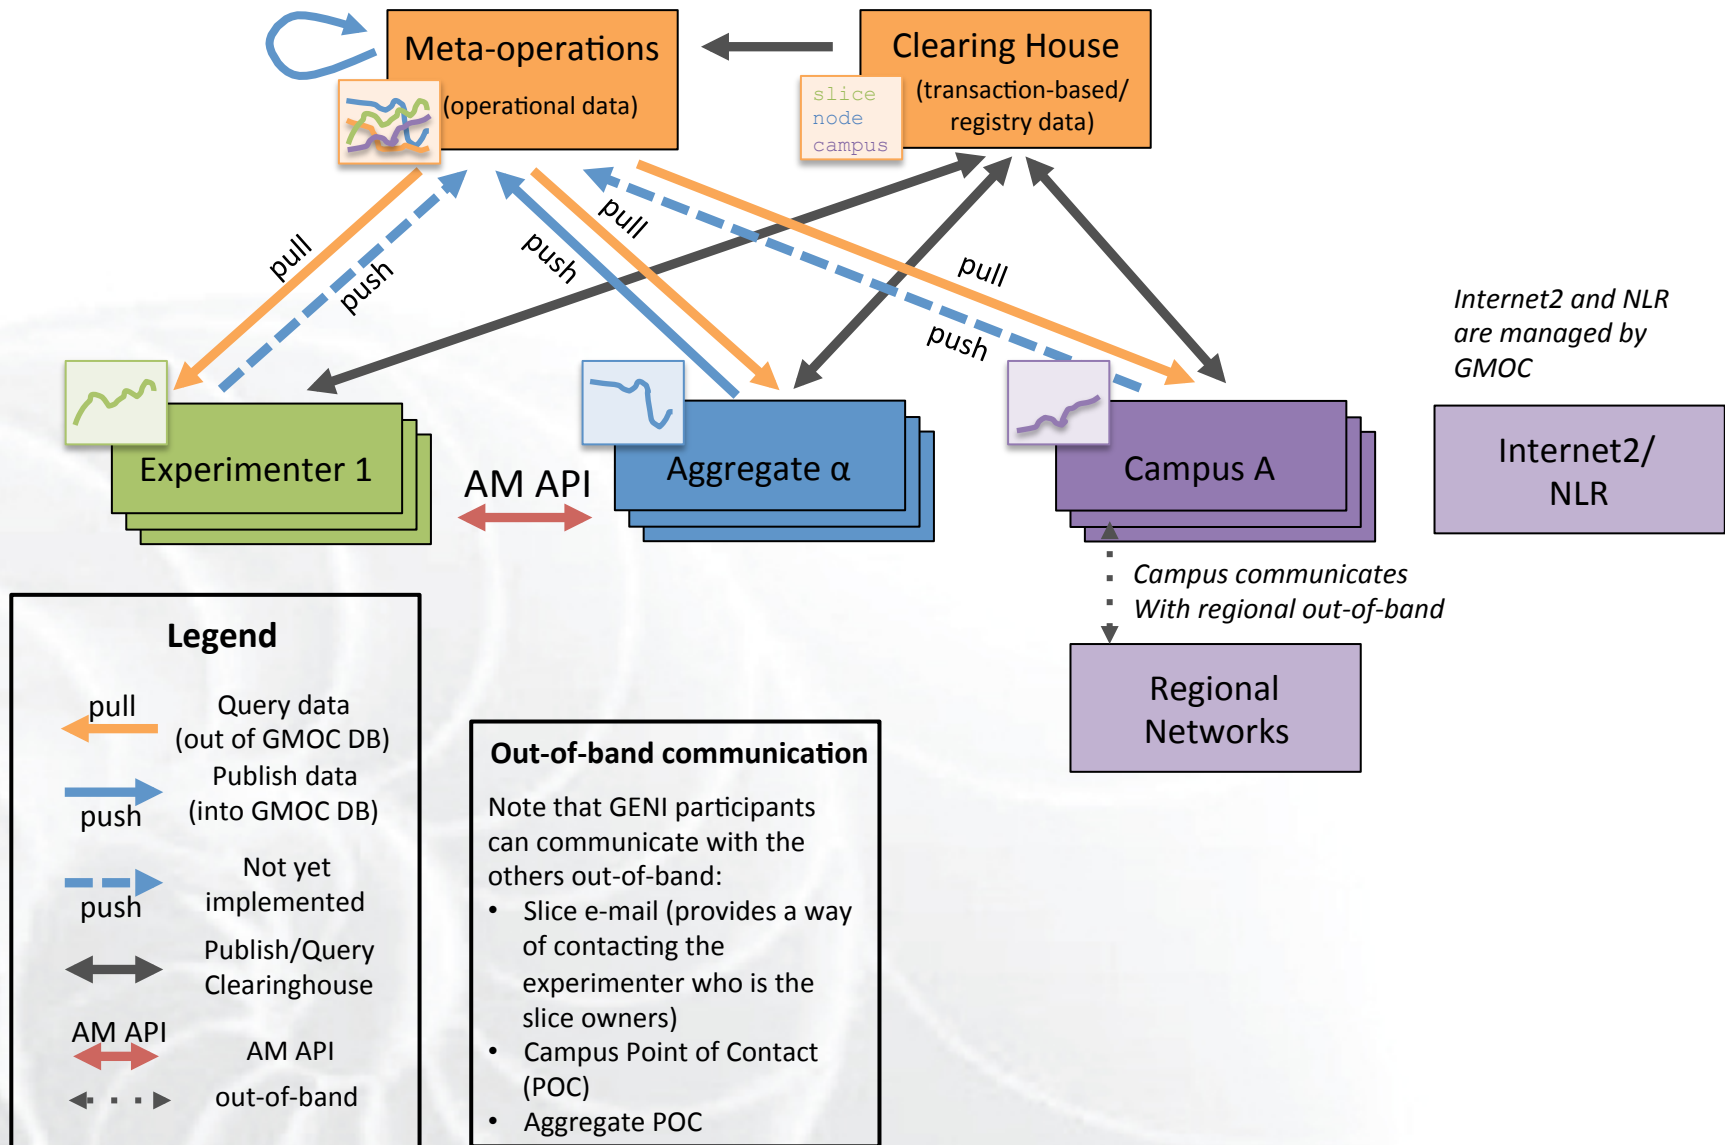 Meta-operations
(operational data)
Clearing House
(transaction-based/
registry data)
slice
node
campus
pull
push
push
pull
pull
push
Internet2 and NLR
are managed by
GMOC
Experimenter 1
AM API
Aggregate α
Campus A
Internet2/
NLR
Campus communicates
With regional out-of-band
Regional
Networks
Legend
pull
Query data
(out of GMOC DB)
push
Publish data
(into GMOC DB)
push
Not yet
implemented
Publish/Query
Clearinghouse
AM API
AM API
out-of-band
Out-of-band communication
Note that GENI participants
can communicate with the
others out-of-band:
• Slice e-mail (provides a way
of contacting the
experimenter who is the
slice owners)
• Campus Point of Contact
(POC)
• Aggregate POC